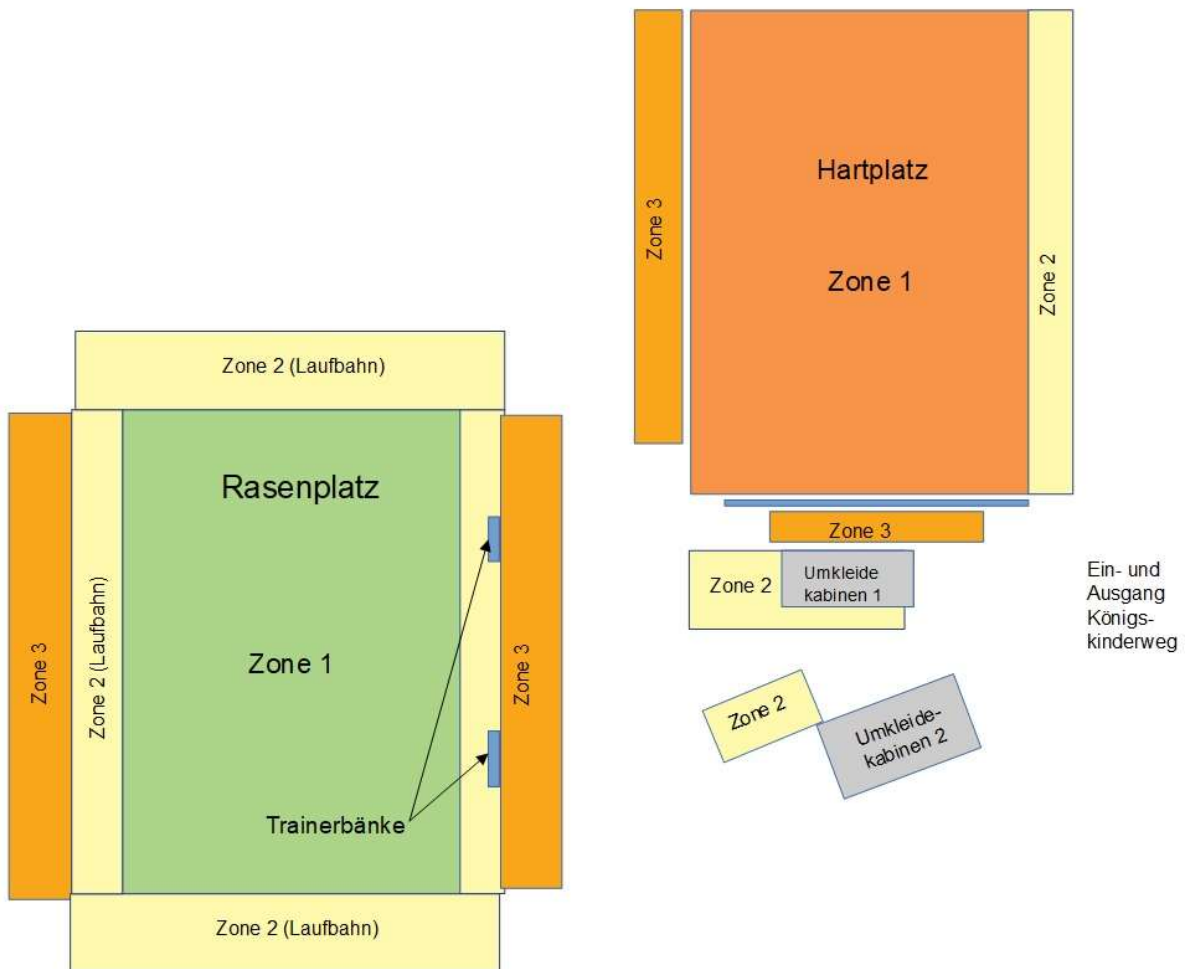 Hartplatz
Zone 3
Zone 1
Zone 2
Zone 2 (Laufbahn)
Rasenplatz
Zone 3
Umkleide
kabinen 1
Zone 2
Ein- und
Ausgang
Königs-
kinderweg
Zone 3
Zone 2 (Laufbahn)
Zone 1
Zone 3
Zone 2
Umkleide-
kabinen 2
Trainerbänke
Zone 2 (Laufbahn)